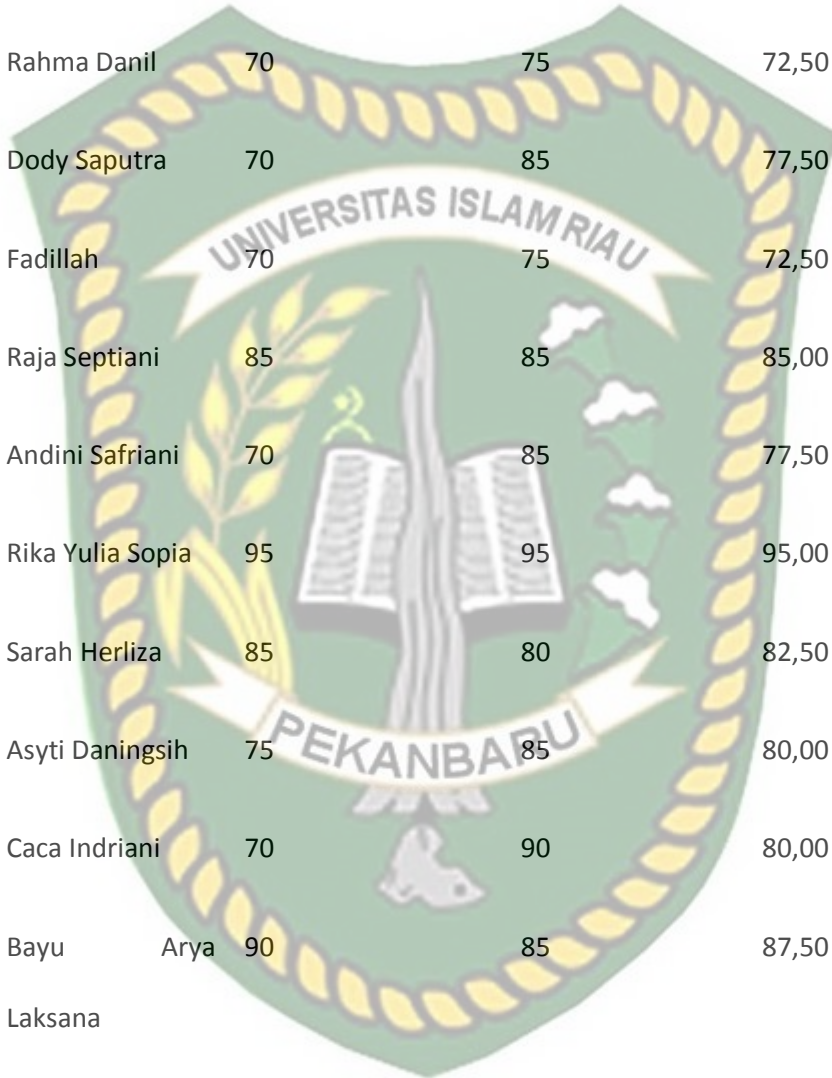 Rahma Danil 70 75 72,50
Dody Saputra 70 85 77,50
UNIVERSITAS ISLAM RIAU
Fadillah 70 75 72,50
Raja Septiani 85 85 85,00
Andini Safriani 70 85 77,50
Rika Yulia Sopia 95 95 95,00
Sarah Herliza 85 80 82,50
PEKANBARU
Asyti Daningsih 75 85 80,00
Caca Indriani 70 90 80,00
Bayu Arya 90 85 87,50
Laksana